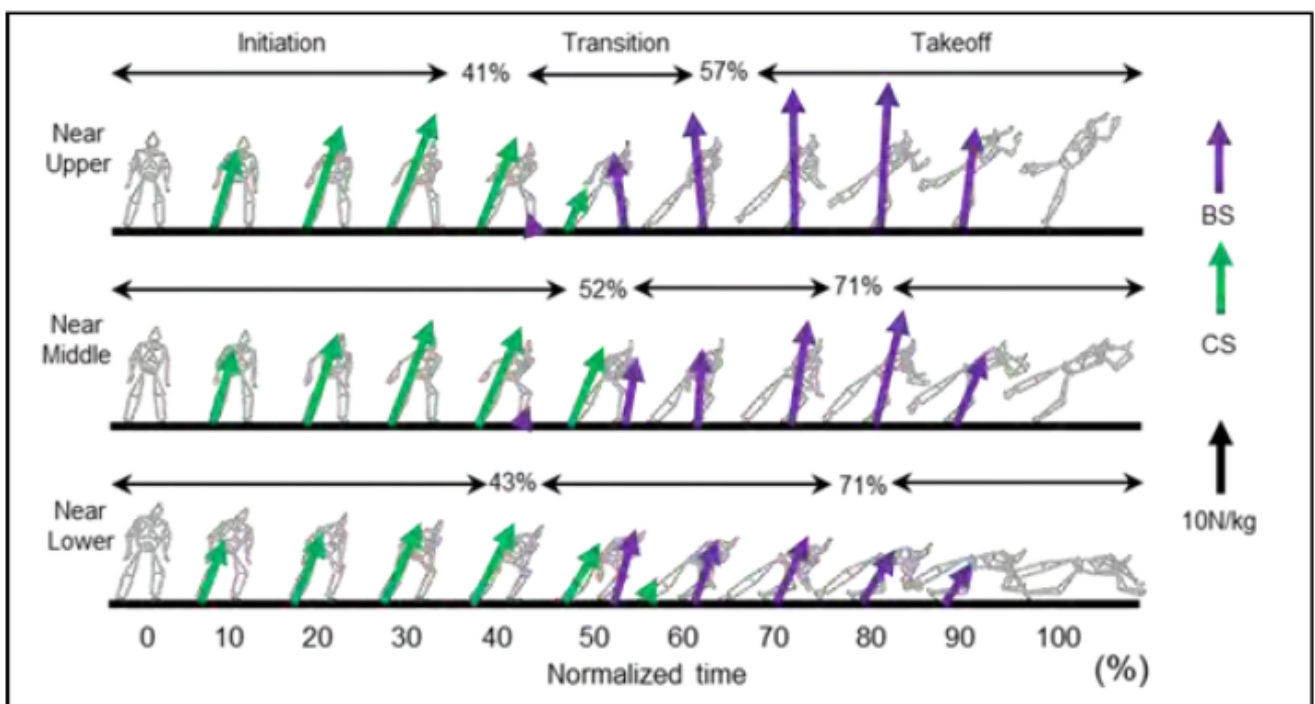 Initiation Transition Takeoff
41% 57%
Near
Upper
BS
52% 71%
Near
Middle
CS
43% 71%
Near
Lower
10N/kg
0 10 20 30 40 50 60 70 80 90 100
Normalized time (%)